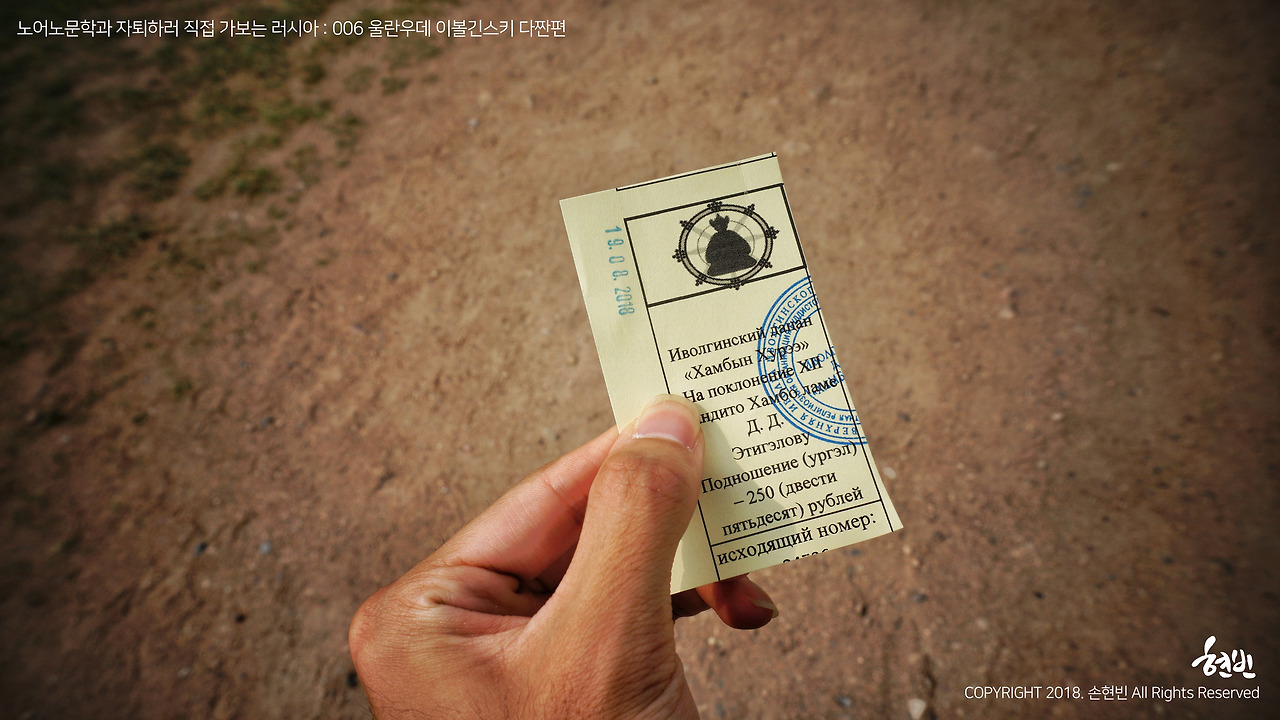 노어노문학과 자퇴하러 직접 가보는 러시아 : 006 울란우데 이볼긴스키 다짠편
19.08.2018
Иволгинский дацан
«Хамбын Хурээ»
На поклонение XII
Хамбо ламе
Д. Д.
Этигэлову
Подношение (ургэл)
– 250 (двести
пятьдесят) рублей
исходящий номер:
현빈
COPYRIGHT 2018. 손현빈 All Rights Reserved